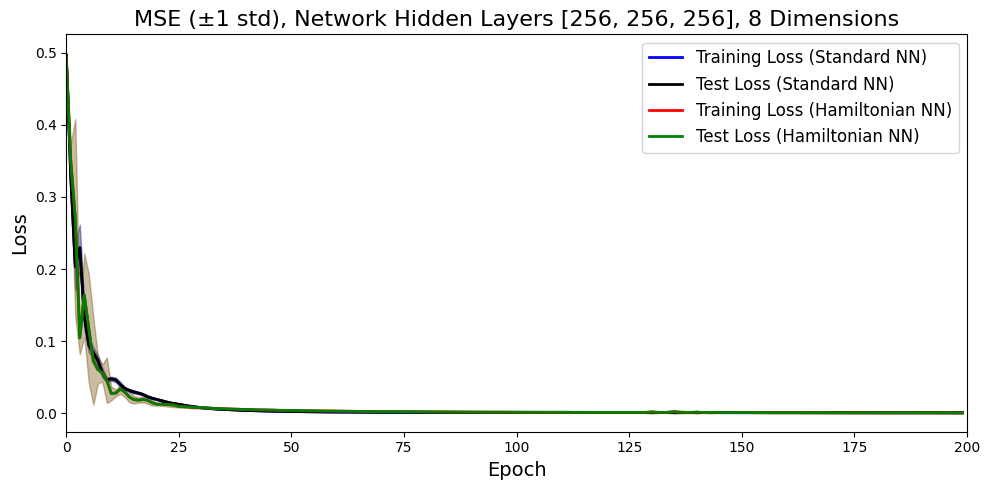 MSE (±1 std), Network Hidden Layers [256, 256, 256], 8 Dimensions
Training Loss (Standard NN)
Test Loss (Standard NN)
Training Loss (Hamiltonian NN)
Test Loss (Hamiltonian NN)
Loss
0.5
0.4
0.3
0.2
0.1
0.0
0 25 50 75 100 125 150 175 200
Epoch